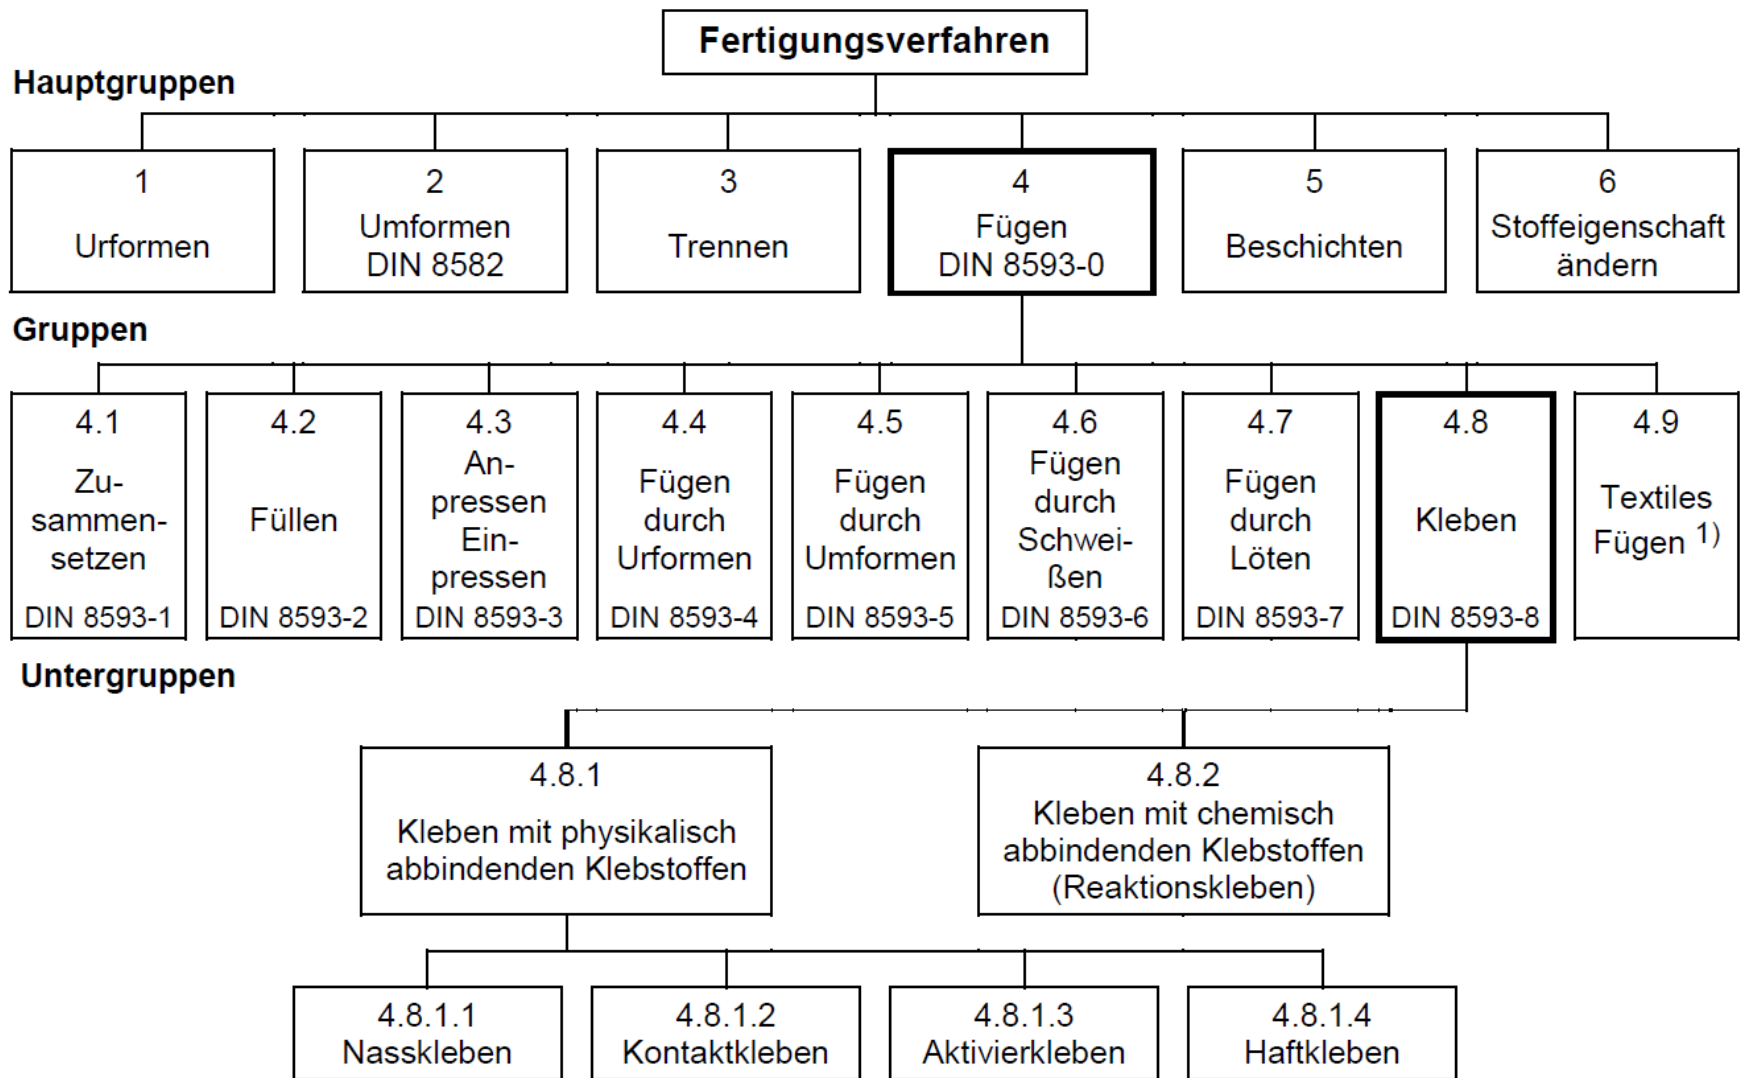 Fertigungsverfahren
Hauptgruppen
1
Urformen
2
Umformen
DIN 8582
3
Trennen
4
Fügen
DIN 8593-0
5
Beschichten
6
Stoffeigenschaft
ändern
Gruppen
4.1
Zu-
sammen-
setzen
DIN 8593-1
4.2
Füllen
DIN 8593-2
4.3
An-
pressen
Ein-
pressen
DIN 8593-3
4.4
Fügen
durch
Urformen
DIN 8593-4
4.5
Fügen
durch
Umformen
DIN 8593-5
4.6
Fügen
durch
Schwei-
ßen
DIN 8593-6
4.7
Fügen
durch
Löten
DIN 8593-7
4.8
Kleben
DIN 8593-8
4.9
Textiles
Fügen 1)
Untergruppen
4.8.1
Kleben mit physikalisch
abbindenden Klebstoffen
4.8.2
Kleben mit chemisch
abbindenden Klebstoffen
(Reaktionskleben)
4.8.1.1
Nasskleben
4.8.1.2
Kontaktkleben
4.8.1.3
Aktivierkleben
4.8.1.4
Haftkleben